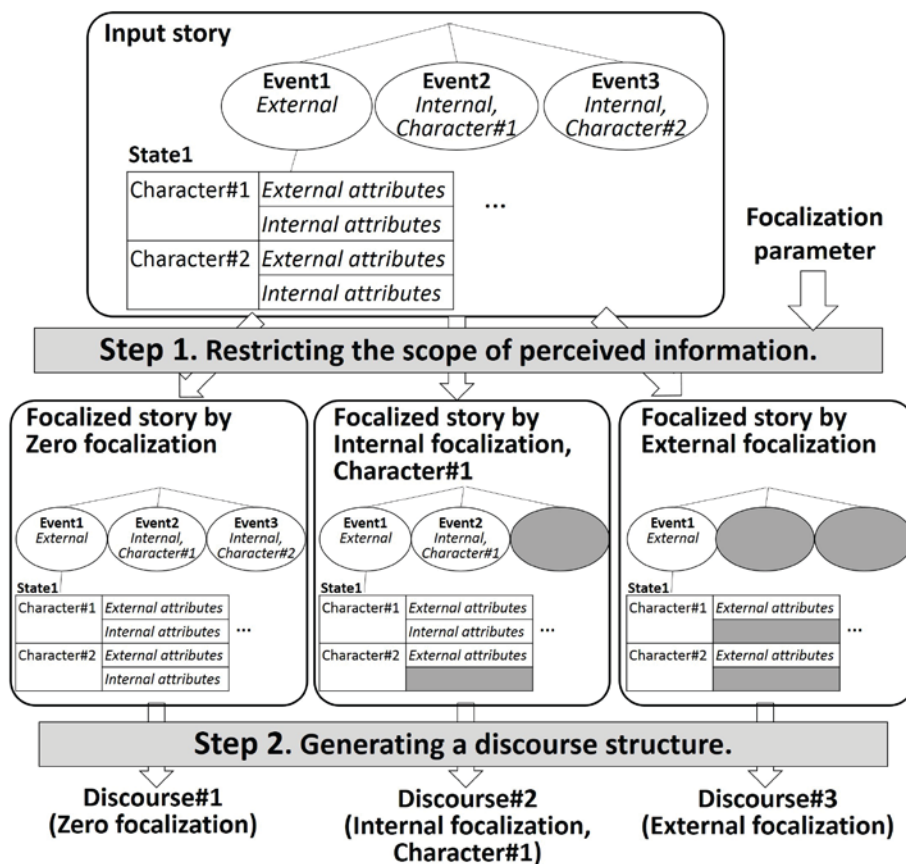 Input story
Event1
External
Event2
Internal,
Character#1
Event3
Internal,
Character#2
State1
Character#1
External attributes
Internal attributes
Character#2
External attributes
Internal attributes
...
Focalization
parameter
Step 1. Restricting the scope of perceived information.
Focalized story by
Zero focalization
Event1
External
Event2
Internal,
Character#1
Event3
Internal,
Character#2
State1
Character#1
External attributes
Internal attributes
Character#2
External attributes
Internal attributes
...
Focalized story by
Internal focalization,
Character#1
Event1
External
Event2
Internal,
Character#1
State1
Character#1
External attributes
Internal attributes
Character#2
External attributes
...
Focalized story by
External focalization
Event1
External
State1
Character#1
External attributes
Character#2
External attributes
...
Step 2. Generating a discourse structure.
Discourse#1
(Zero focalization)
Discourse#2
(Internal focalization,
Character#1)
Discourse#3
(External focalization)